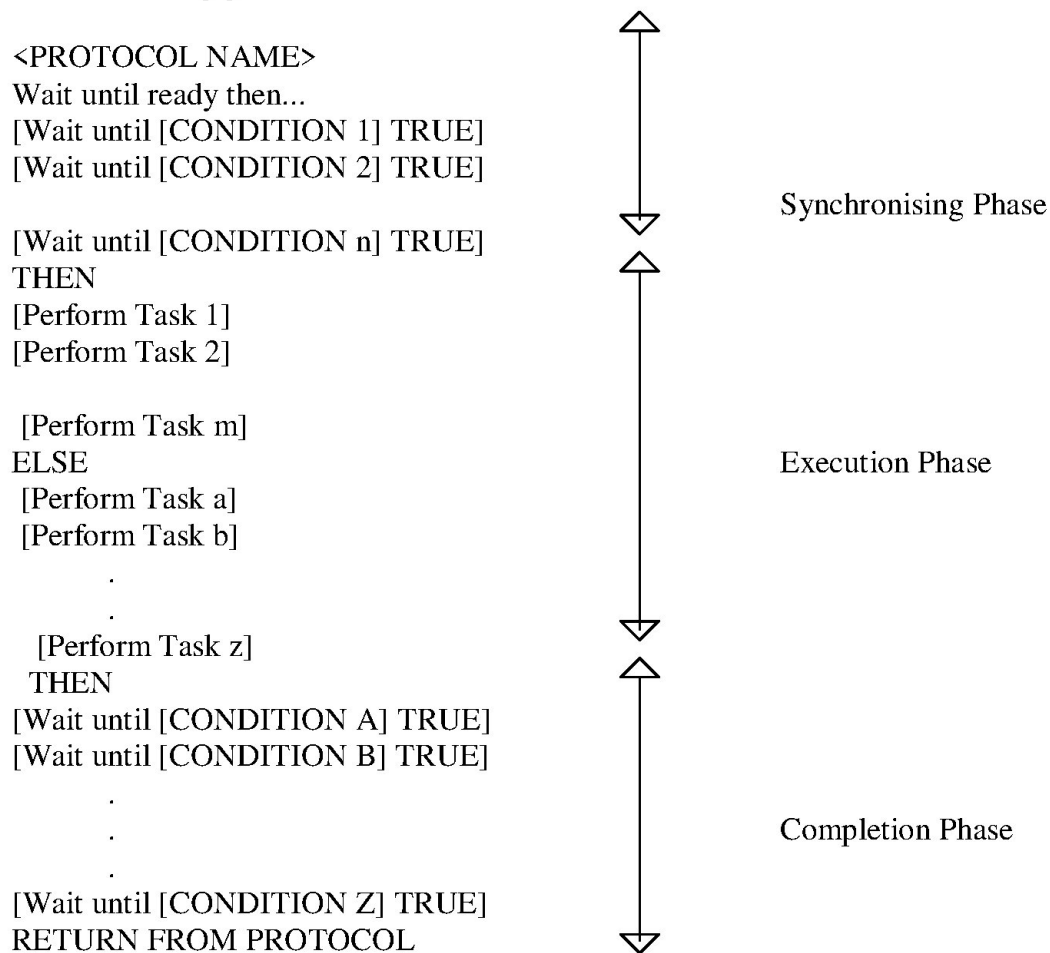 <PROTOCOL NAME>
Wait until ready then...
[Wait until [CONDITION 1] TRUE]
[Wait until [CONDITION 2] TRUE]
Synchronising Phase
[Wait until [CONDITION n] TRUE]
THEN
[Perform Task 1]
[Perform Task 2]
[Perform Task m]
ELSE
Execution Phase
[Perform Task a]
[Perform Task b]
.
.
[Perform Task z]
THEN
[Wait until [CONDITION A] TRUE]
[Wait until [CONDITION B] TRUE]
.
.
Completion Phase
.
[Wait until [CONDITION Z] TRUE]
RETURN FROM PROTOCOL